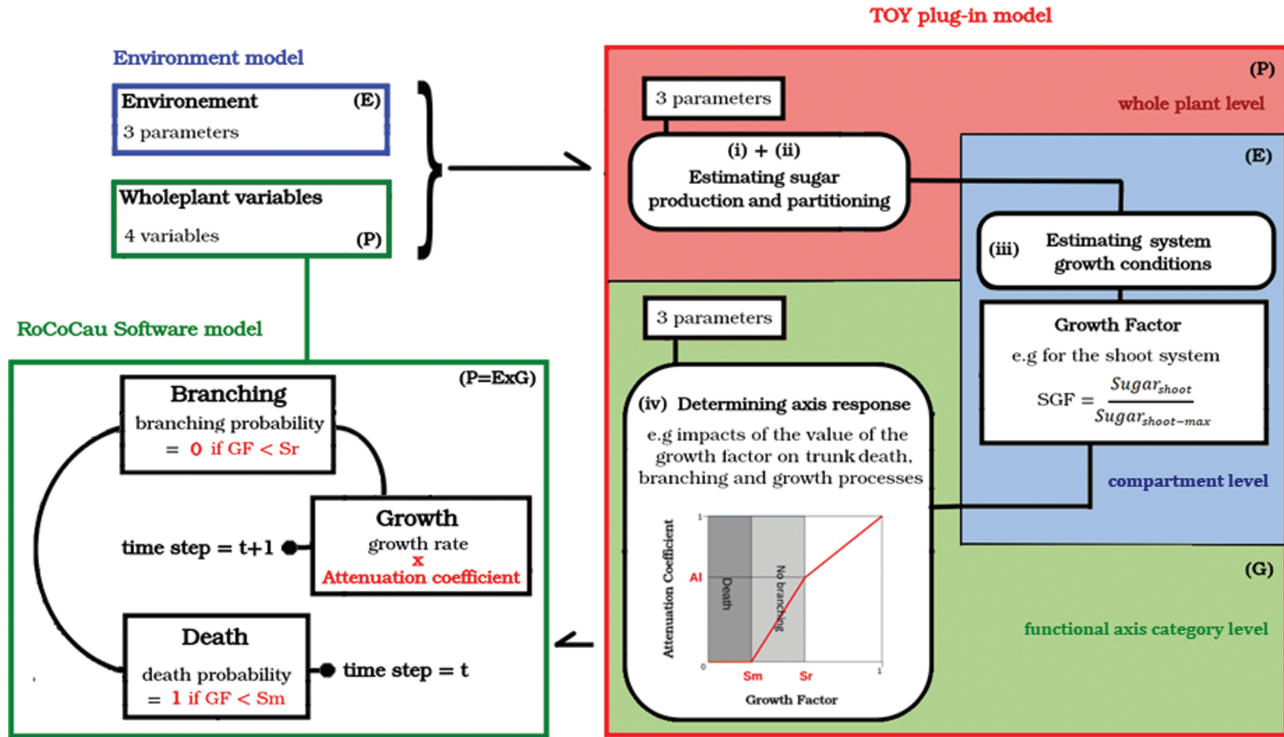 TOY plug-in model
Environment model
Environement
(E)
3 parameters
Wholeplant variables
4 variables
(P)
RoCoCau Software model
(P=ExG)
Branching
branching probability
= 0 if GF < Sr
Growth
growth rate
x
Attenuation coefficient
time step = t+1
Death
death probability
= 1 if GF < Sm
time step = t
(P)
whole plant level
3 parameters
(i) + (ii)
Estimating sugar
production and partitioning
(E)
(iii) Estimating system
growth conditions
Growth Factor
e.g for the shoot system
SGF = Sugarshoot
Sugarshoot-max
compartment level
3 parameters
(iv) Determining axis response
e.g impacts of the value of the
growth factor on trunk death,
branching and growth processes
Attenuation Coefficient
1
Al
0
Death
No branching
Sm
Sr
1
Growth Factor
(G)
functional axis category level